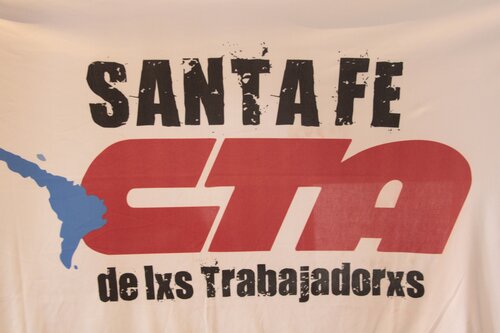 SANTA FE
CTA
de lxs Trabajadorxs